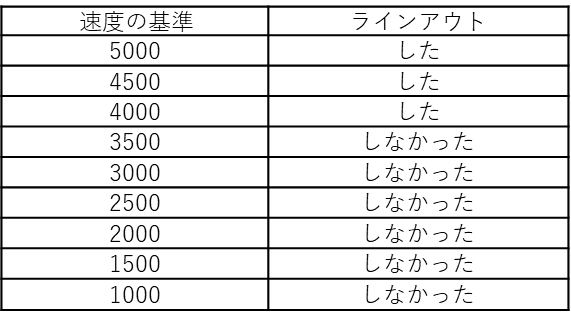 速度の基準 ラインアウト
5000 した
4500 した
4000 した
3500 しなかった
3000 しなかった
2500 しなかった
2000 しなかった
1500 しなかった
1000 しなかった